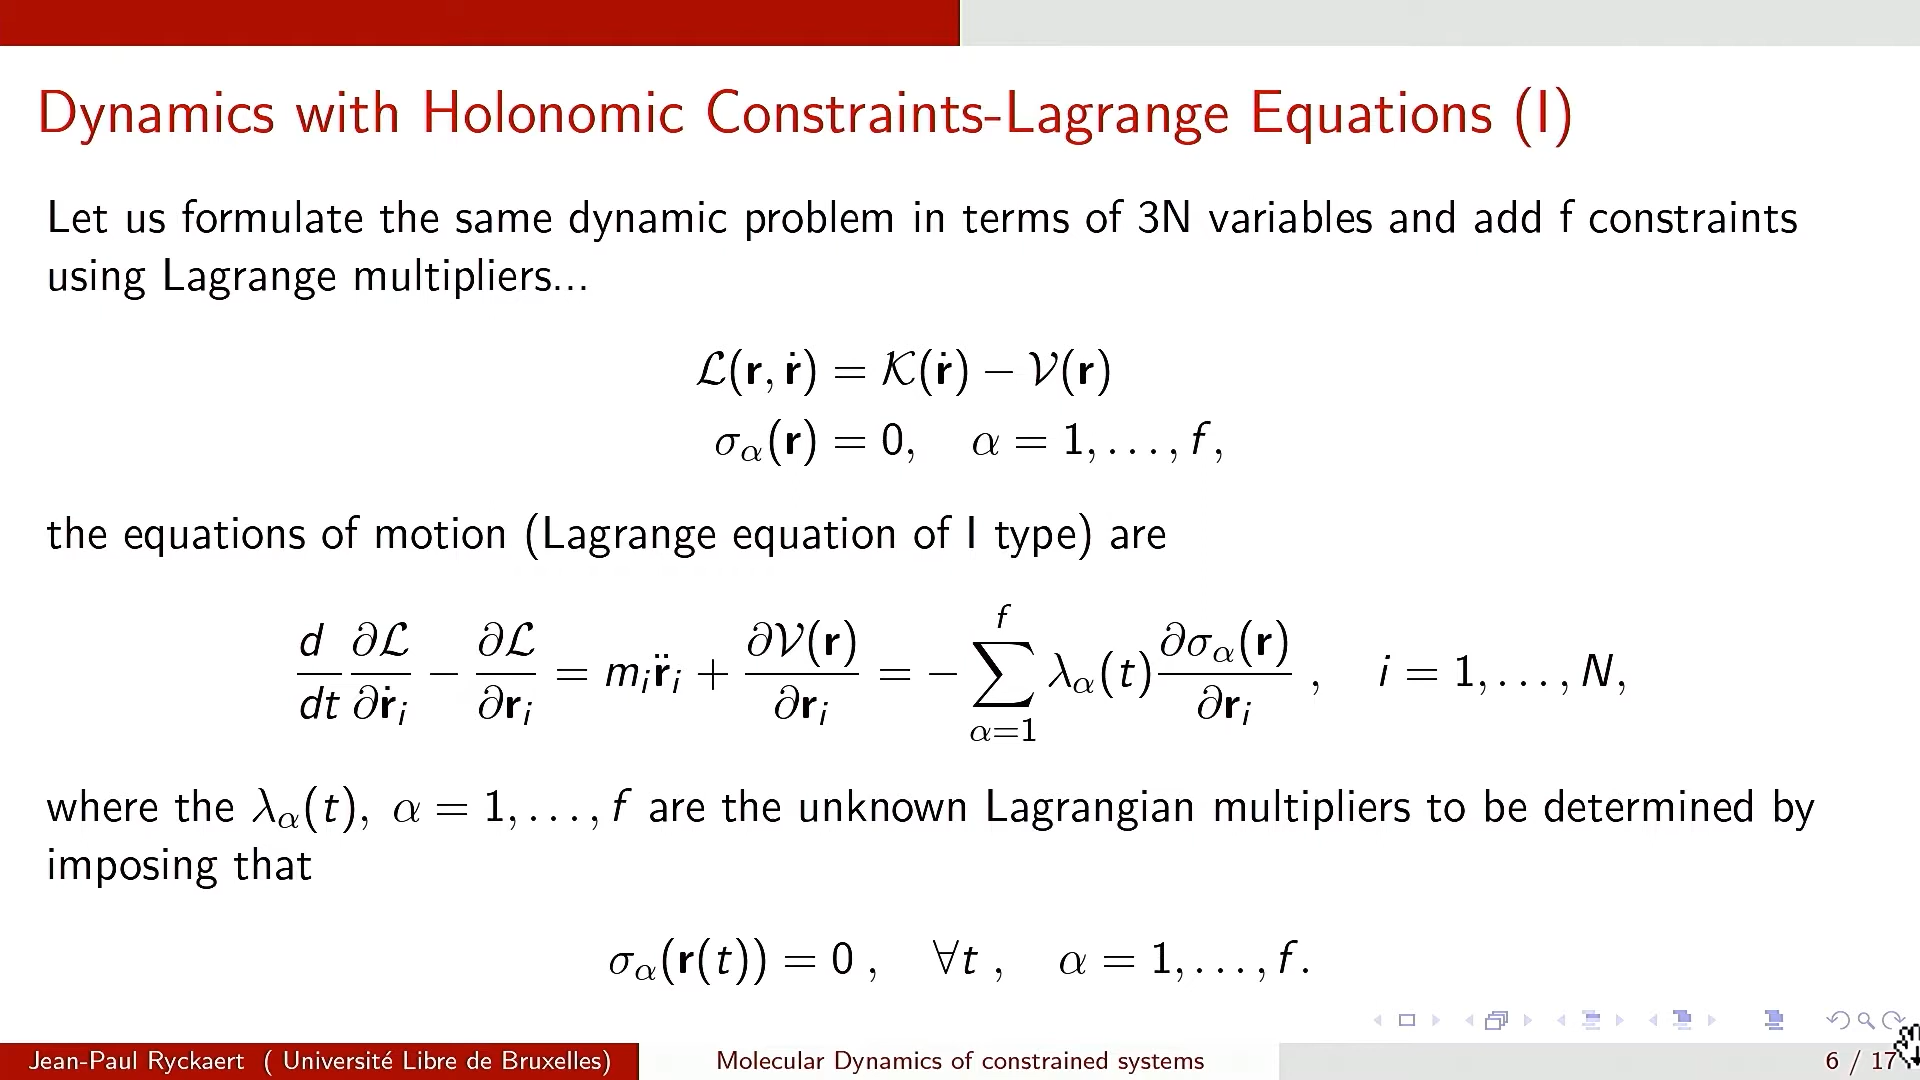 Dynamics with Holonomic Constraints-Lagrange Equations (I)
Let us formulate the same dynamic problem in terms of 3N variables and add f constraints
using Lagrange multipliers...
ℒ(𝐫, 𝐫̇) = 𝒦(𝐫̇) − 𝒱(𝐫)
σ_α(𝐫) = 0, α = 1, . . . , f,
the equations of motion (Lagrange equation of I type) are
d/dt ∂ℒ/∂𝐫̇_i − ∂ℒ/∂𝐫_i = m_i 𝐫̈_i + ∂𝒱(𝐫)/∂𝐫_i = − ∑_{α=1}^{f} λ_α(t) ∂σ_α(𝐫)/∂𝐫_i , i = 1, . . . , N,
where the λ_α(t), α = 1, . . . , f are the unknown Lagrangian multipliers to be determined by
imposing that
σ_α(𝐫(t)) = 0 , ∀t , α = 1, . . . , f.
Jean-Paul Ryckaert ( Université Libre de Bruxelles)
Molecular Dynamics of constrained systems
6 / 17